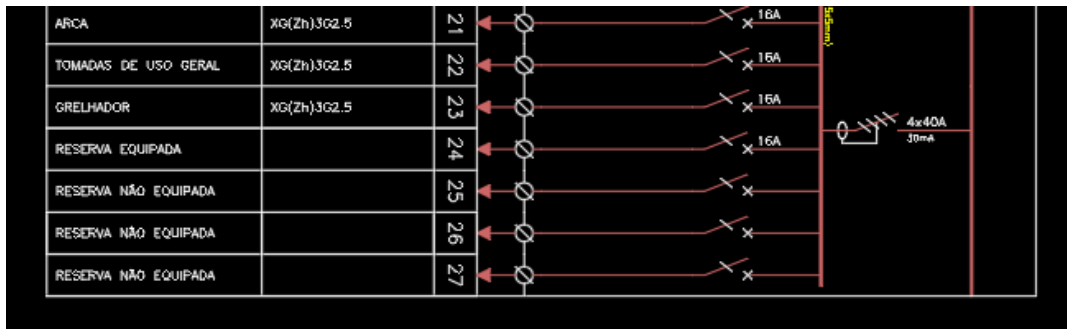 ARCA XG(Zh)3G2.5 21 16A
TOMADAS DE USO GERAL XG(Zh)3G2.5 22 16A
GRELHADOR XG(Zh)3G2.5 23 16A
4x40A
30mA
RESERVA EQUIPADA 24 16A
RESERVA NÃO EQUIPADA 25
RESERVA NÃO EQUIPADA 26
RESERVA NÃO EQUIPADA 27